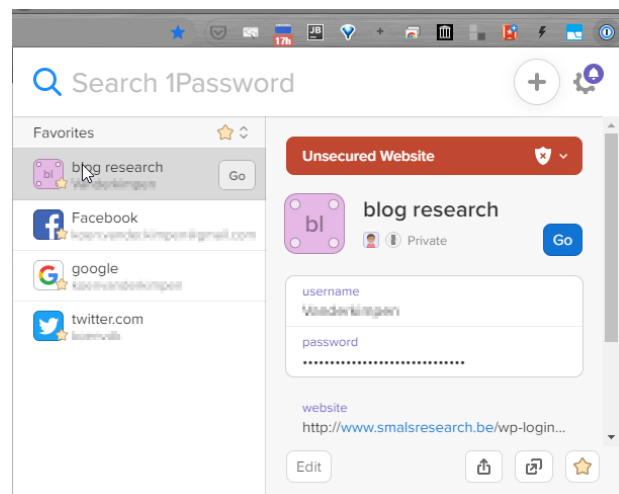 17h
JB
Search 1Password
Favorites
bl
blog research
Go
Facebook
google
twitter.com
Unsecured Website
bl
blog research
Private
Go
username
password
website
http://www.smalsresearch.be/wp-login...
Edit